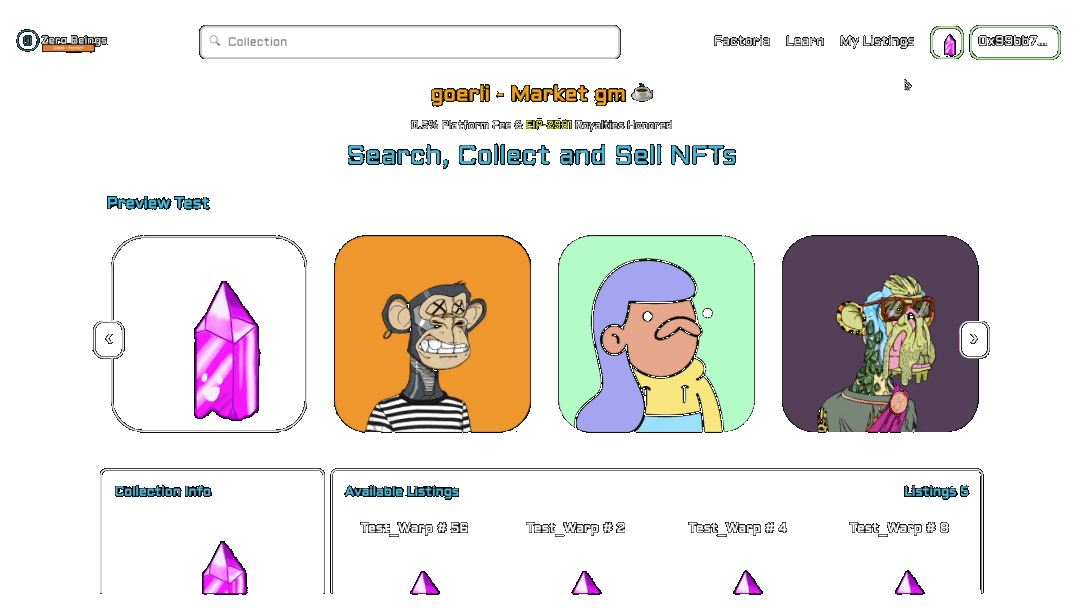 Zero Beings
Collection
Factoria Learn My Listings
0x99bb7...
goerli - Market gm ☕
0.5% Platform Fee & EIP-2981 Royalties Honored
Search, Collect and Sell NFTs
Preview Test
«
»
Collection Info
Available Listings
Listings 5
Test_Warp # 56
Test_Warp # 2
Test_Warp # 4
Test_Warp # 8